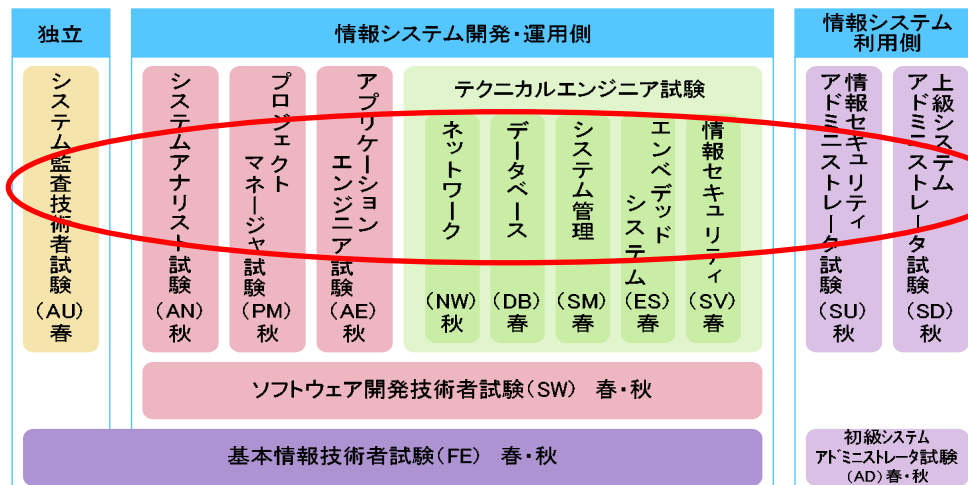 独立
情報システム開発・運用側
情報システム
利用側
システム監査技術者試験
(AU)
春
システムアナリスト試験
(AN)
秋
プロジェクト
マネージャ試験
(PM)
秋
アプリケーション
エンジニア試験
(AE)
秋
テクニカルエンジニア試験
ネットワーク
(NW)
秋
データベース
(DB)
春
システム管理
(SM)
春
エンベデッド
システム
(ES)
春
情報セキュリティ
(SV)
春
情報セキュリティ
アドミニストレータ試験
(SU)
秋
上級システム
アドミニストレータ試験
(SD)
秋
ソフトウェア開発技術者試験(SW) 春・秋
基本情報技術者試験(FE) 春・秋
初級システム
アドミニストレータ試験
(AD)春・秋